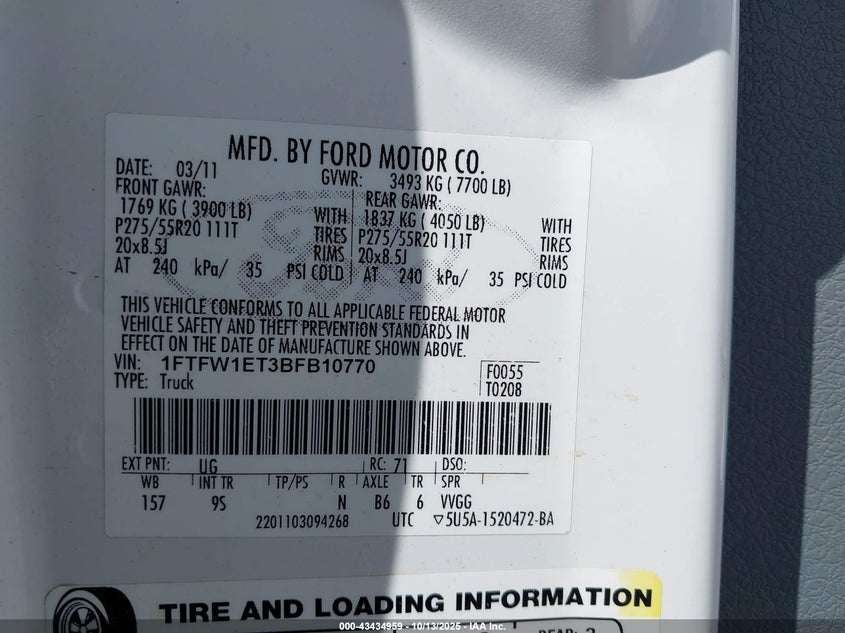 MFD. BY FORD MOTOR CO.
DATE: 03/11 GVWR: 3493 KG ( 7700 LB)
FRONT GAWR: REAR GAWR:
1769 KG ( 3900 LB) WITH 1837 KG ( 4050 LB) WITH
P275/55R20 111T TIRES P275/55R20 111T TIRES
20x8.5J RIMS 20x8.5J RIMS
AT 240 kPa/ 35 PSI COLD AT 240 kPa/ 35 PSI COLD
THIS VEHICLE CONFORMS TO ALL APPLICABLE FEDERAL MOTOR
VEHICLE SAFETY AND THEFT PREVENTION STANDARDS IN
EFFECT ON THE DATE OF MANUFACTURE SHOWN ABOVE.
VIN: 1FTFW1ET3BFB10770 F0055
TYPE: Truck T0208
EXT PNT: UG RC: 71 DSO:
WB INT TR TP/PS R AXLE TR SPR
157 9S N B6 6 VVGG
2201103094268 UTC ▽5U5A-1520472-BA
TIRE AND LOADING INFORMATION
000-43434959 - 10/13/2025 - IAA Inc.